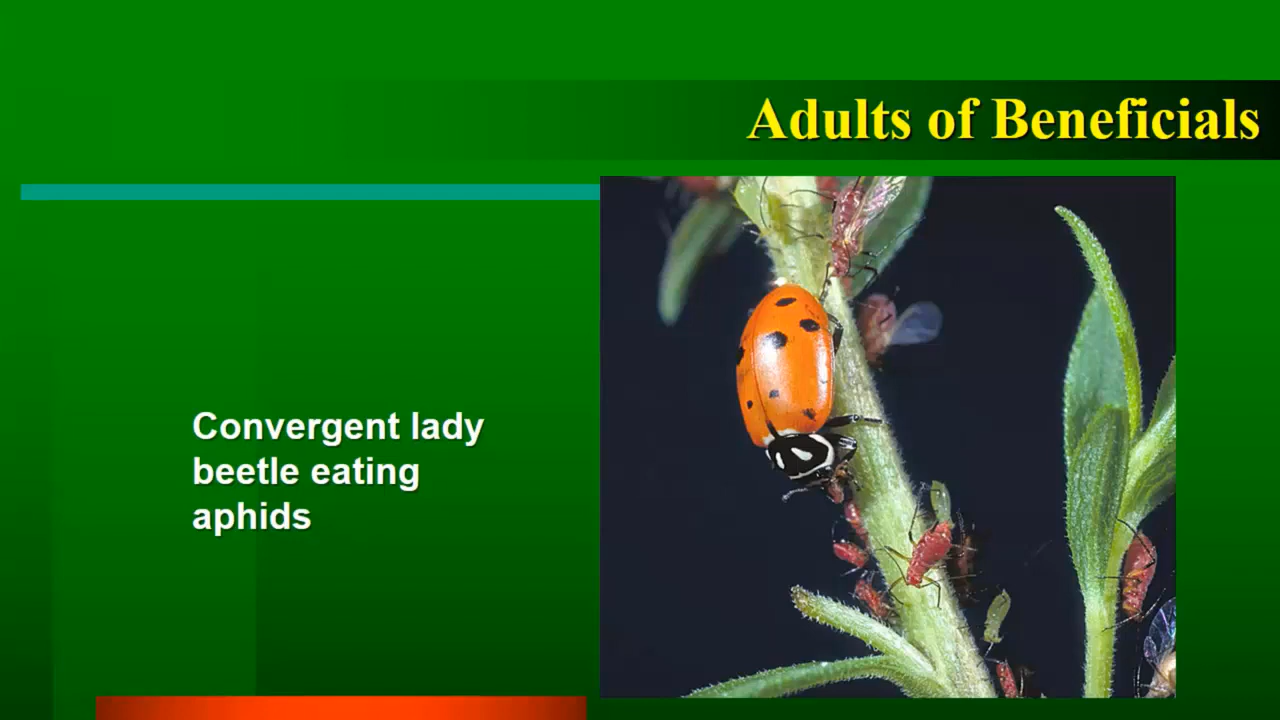 Adults of Beneficials
Convergent lady
beetle eating
aphids